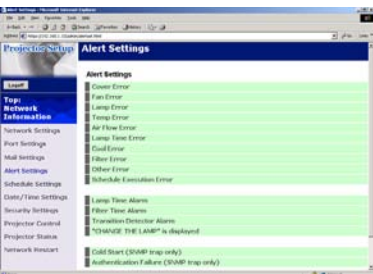 Alert Settings - Microsoft Internet Explorer
Projector Setup
Alert Settings
Logoff
Top:
Network
Information
Network Settings
Port Settings
Mail Settings
Alert Settings
Schedule Settings
Date/Time Settings
Security Settings
Projector Control
Projector Status
Network Restart
Alert Settings
Cover Error
Fan Error
Lamp Error
Temp Error
Air Flow Error
Lamp Time Error
Cool Error
Filter Error
Other Error
Schedule Execution Error
Lamp Time Alarm
Filter Time Alarm
Transition Detector Alarm
"CHANGE THE LAMP" is displayed
Cold Start (SNMP trap only)
Authentication Failure (SNMP trap only)